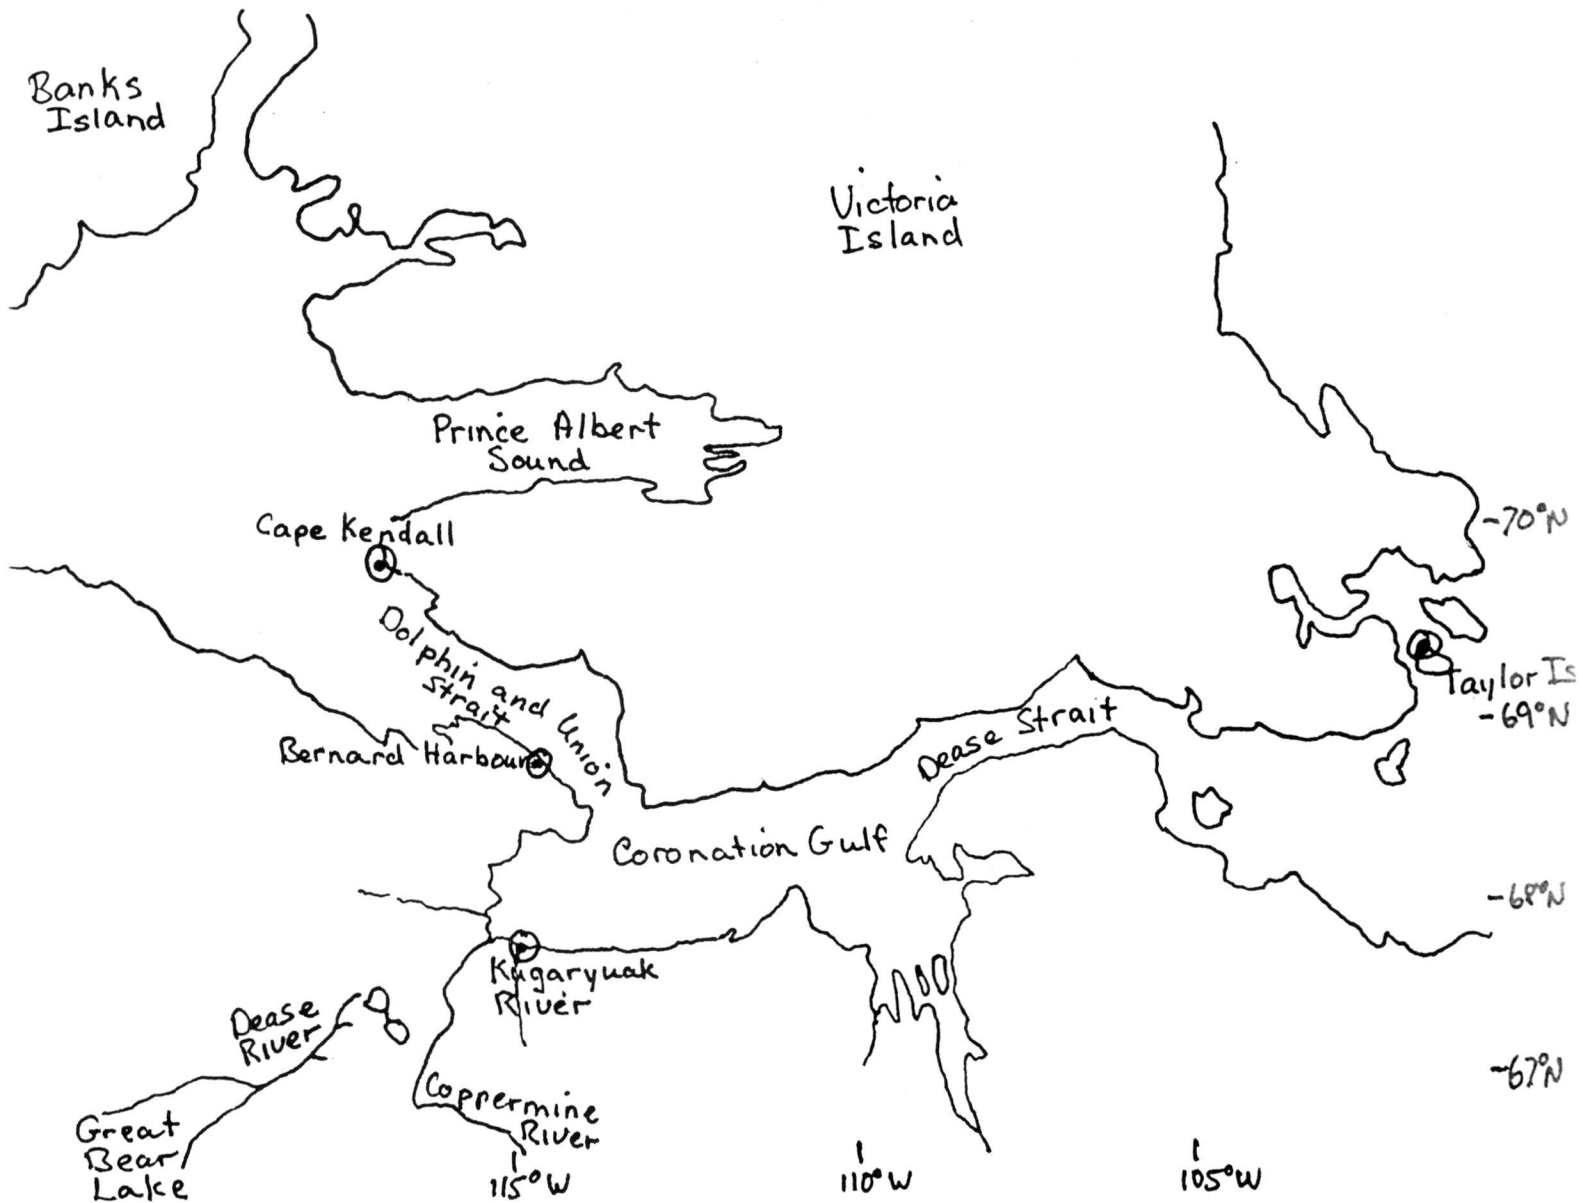 Banks
Island
Victoria
Island
Prince Albert
Sound
Cape Kendall
-70°N
Dolphin and Union
Strait
Taylor Is
-69°N
Dease Strait
Bernard Harbour
Coronation Gulf
-68°N
Kugaryuak
River
Dease
River
-67°N
Coppermine
River
Great
Bear
Lake
115°W
110°W
105°W